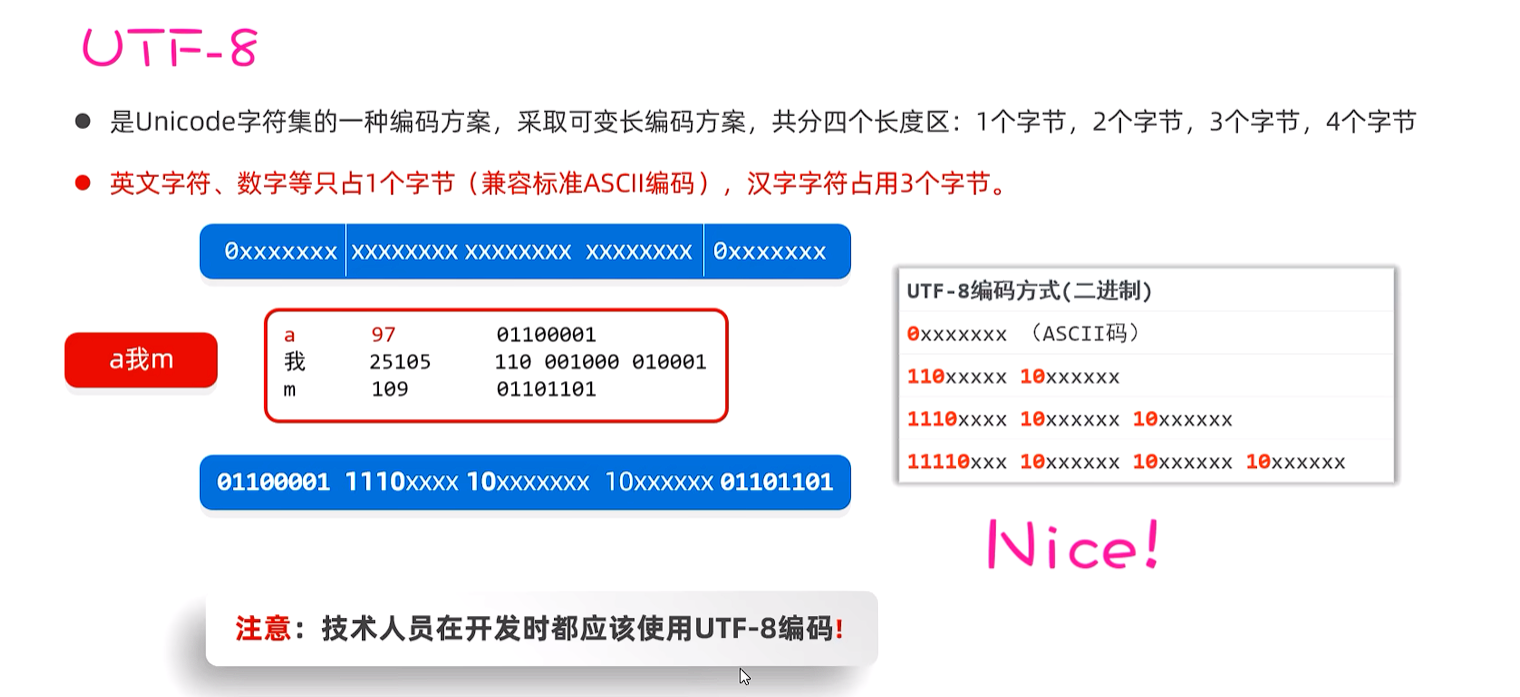 UTF-8
● 是Unicode字符集的一种编码方案，采取可变长编码方案，共分四个长度区：1个字节，2个字节，3个字节，4个字节
● 英文字符、数字等只占1个字节（兼容标准ASCII编码），汉字字符占用3个字节。
0xxxxxxx xxxxxxxx xxxxxxxx xxxxxxxx 0xxxxxxx
a我m
a 97 01100001
我 25105 110 001000 010001
m 109 01101101
01100001 1110xxxx 10xxxxxxx 10xxxxxx 01101101
UTF-8编码方式(二进制)
0xxxxxxx （ASCII码）
110xxxxx 10xxxxxx
1110xxxx 10xxxxxx 10xxxxxx
11110xxx 10xxxxxx 10xxxxxx 10xxxxxx
Nice!
注意：技术人员在开发时都应该使用UTF-8编码!